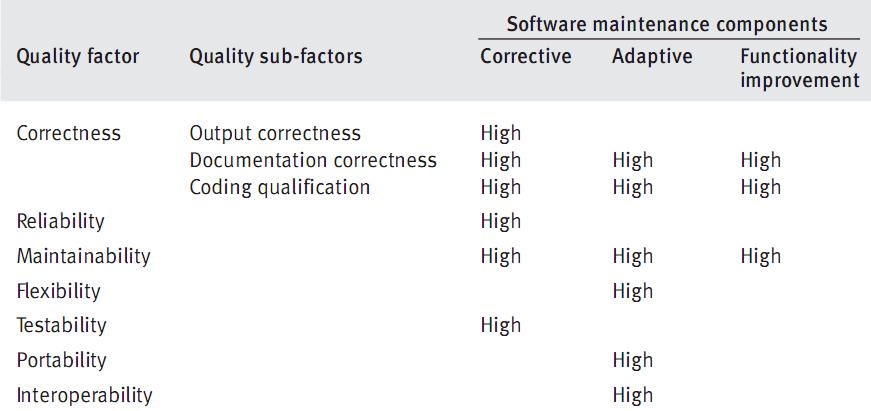 Software maintenance components
Quality factor Quality sub-factors Corrective Adaptive Functionality
improvement
Correctness Output correctness High
Documentation correctness High High High
Coding qualification High High High
Reliability High
Maintainability High High High
Flexibility High
Testability High
Portability High
Interoperability High